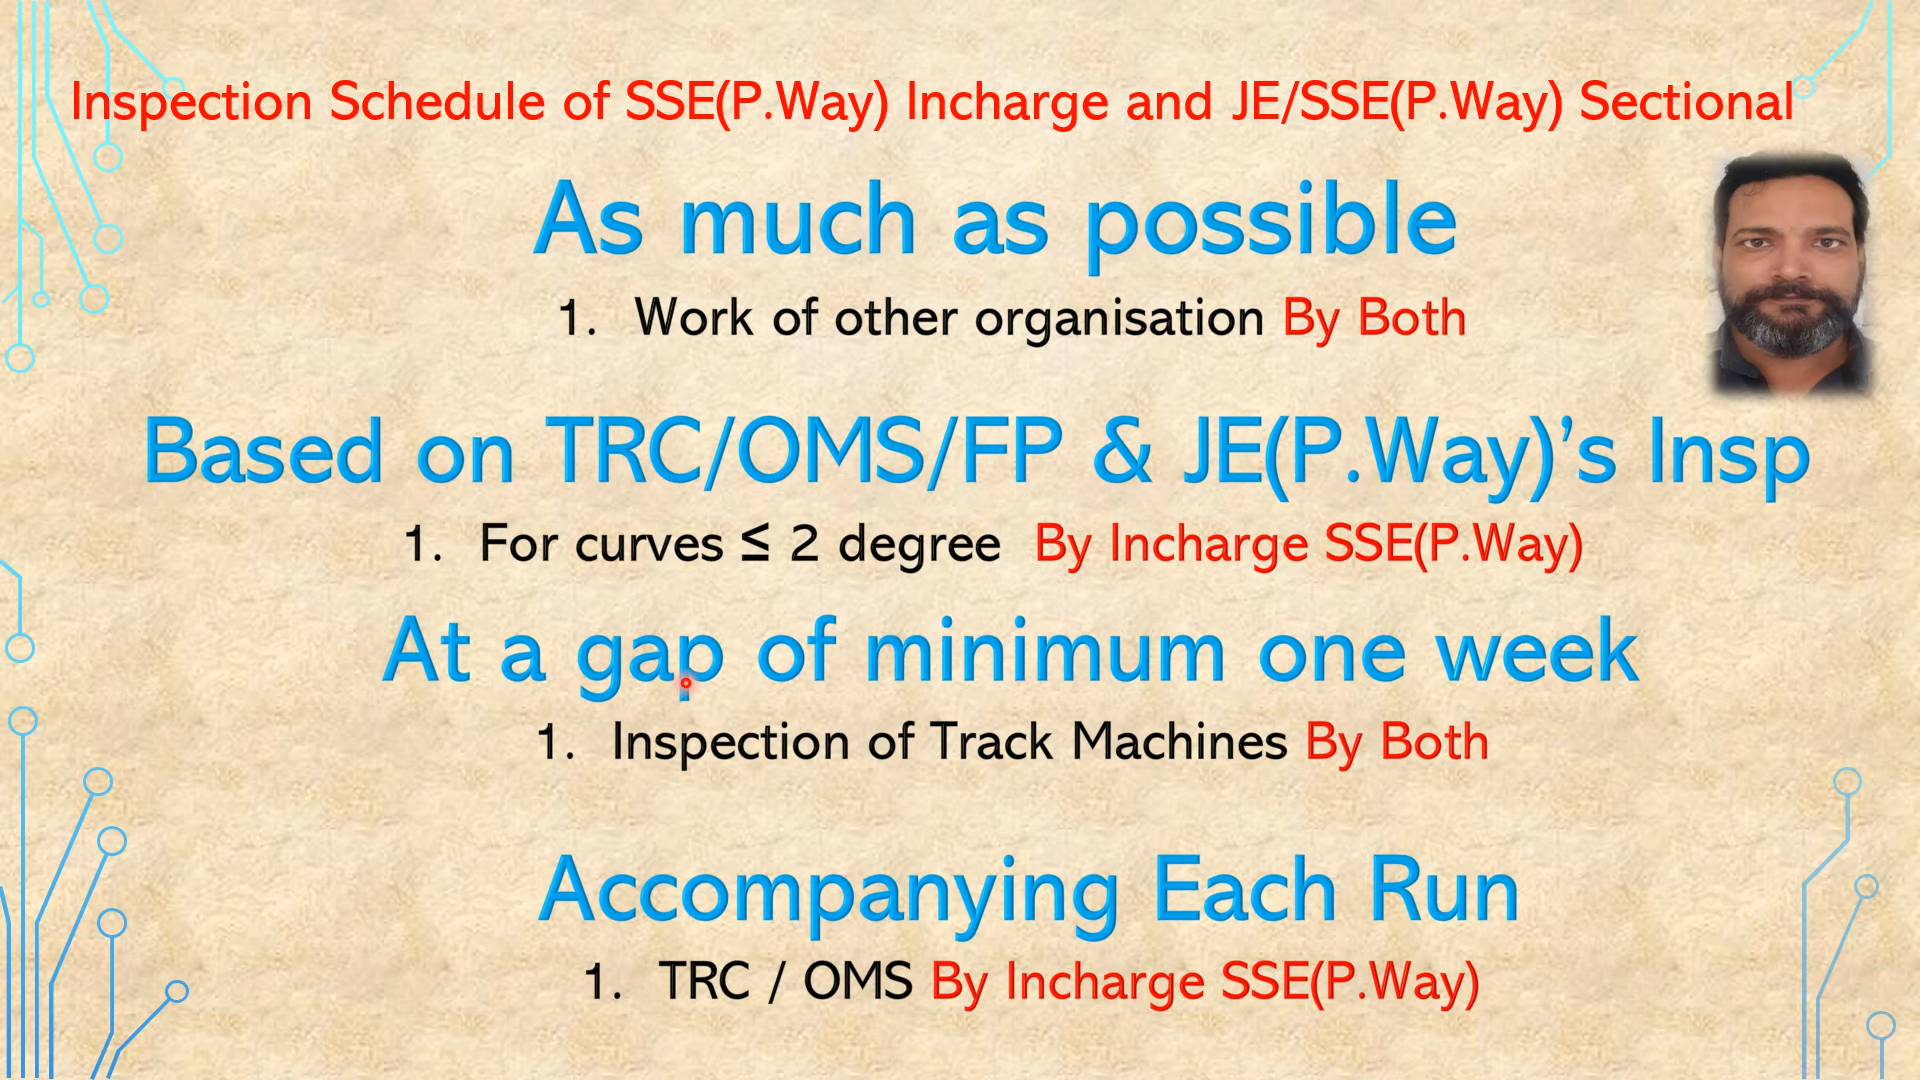 Inspection Schedule of SSE(P.Way) Incharge and JE/SSE(P.Way) Sectional
As much as possible
1. Work of other organisation By Both
Based on TRC/OMS/FP & JE(P.Way)’s Insp
1. For curves ≤ 2 degree By Incharge SSE(P.Way)
At a gap of minimum one week
1. Inspection of Track Machines By Both
Accompanying Each Run
1. TRC / OMS By Incharge SSE(P.Way)